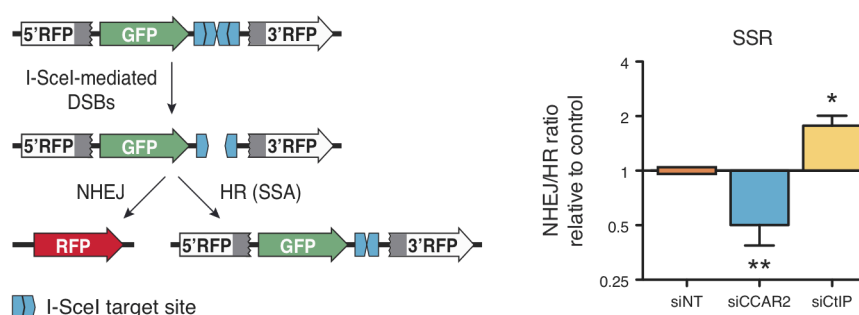 5'RFP GFP 3'RFP
I-SceI-mediated
DSBs
5'RFP GFP 3'RFP
NHEJ HR (SSA)
RFP 5'RFP GFP 3'RFP
I-SceI target site
SSR
NHEJ/HR ratio
relative to control
4
2
1
0.5
0.25
*
**
siNT siCCAR2 siCtIP